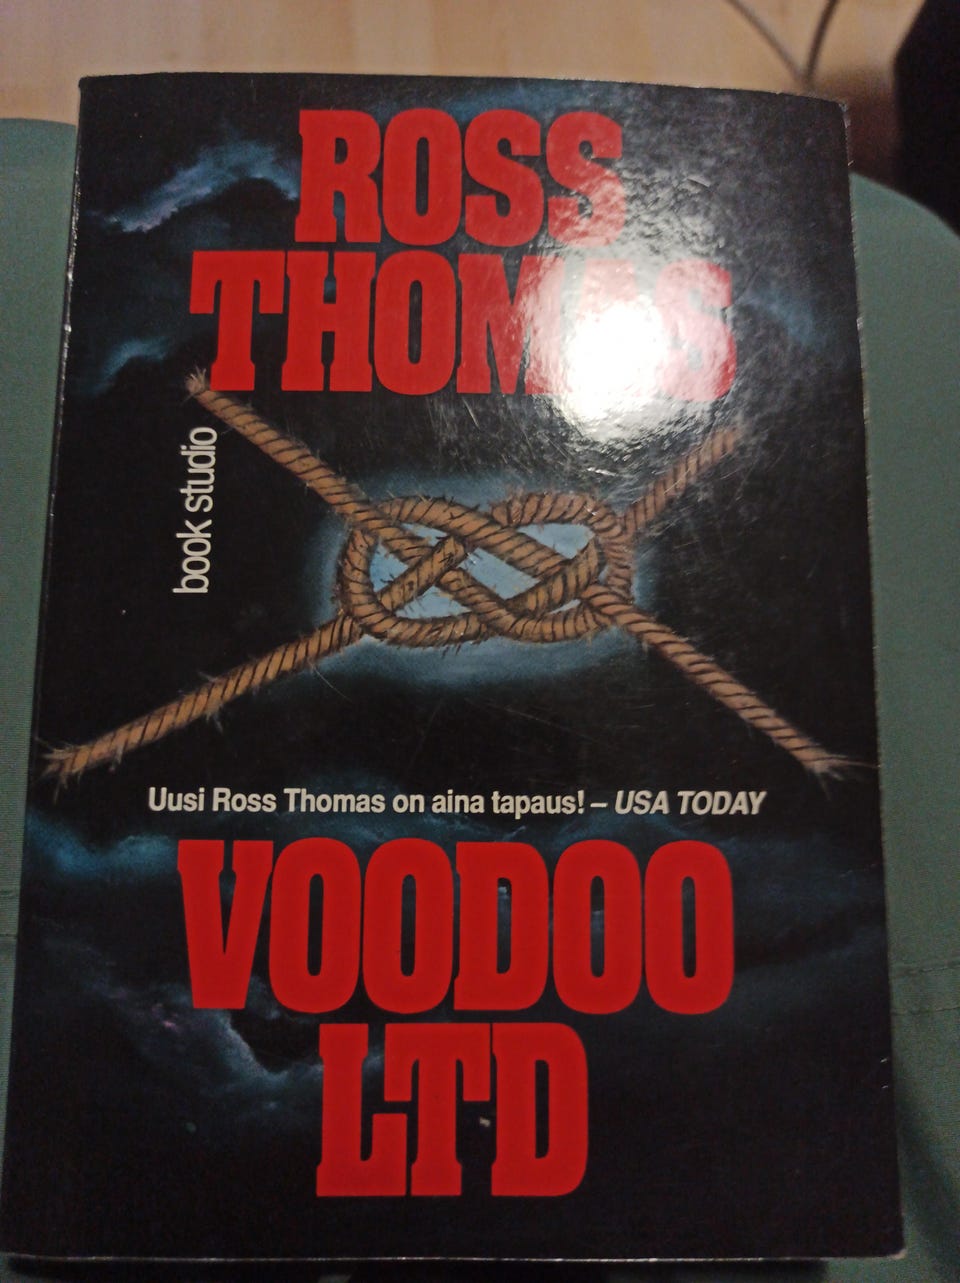 ROSS
THOMAS
book studio
Uusi Ross Thomas on aina tapaus! – USA TODAY
VOODOO
LTD